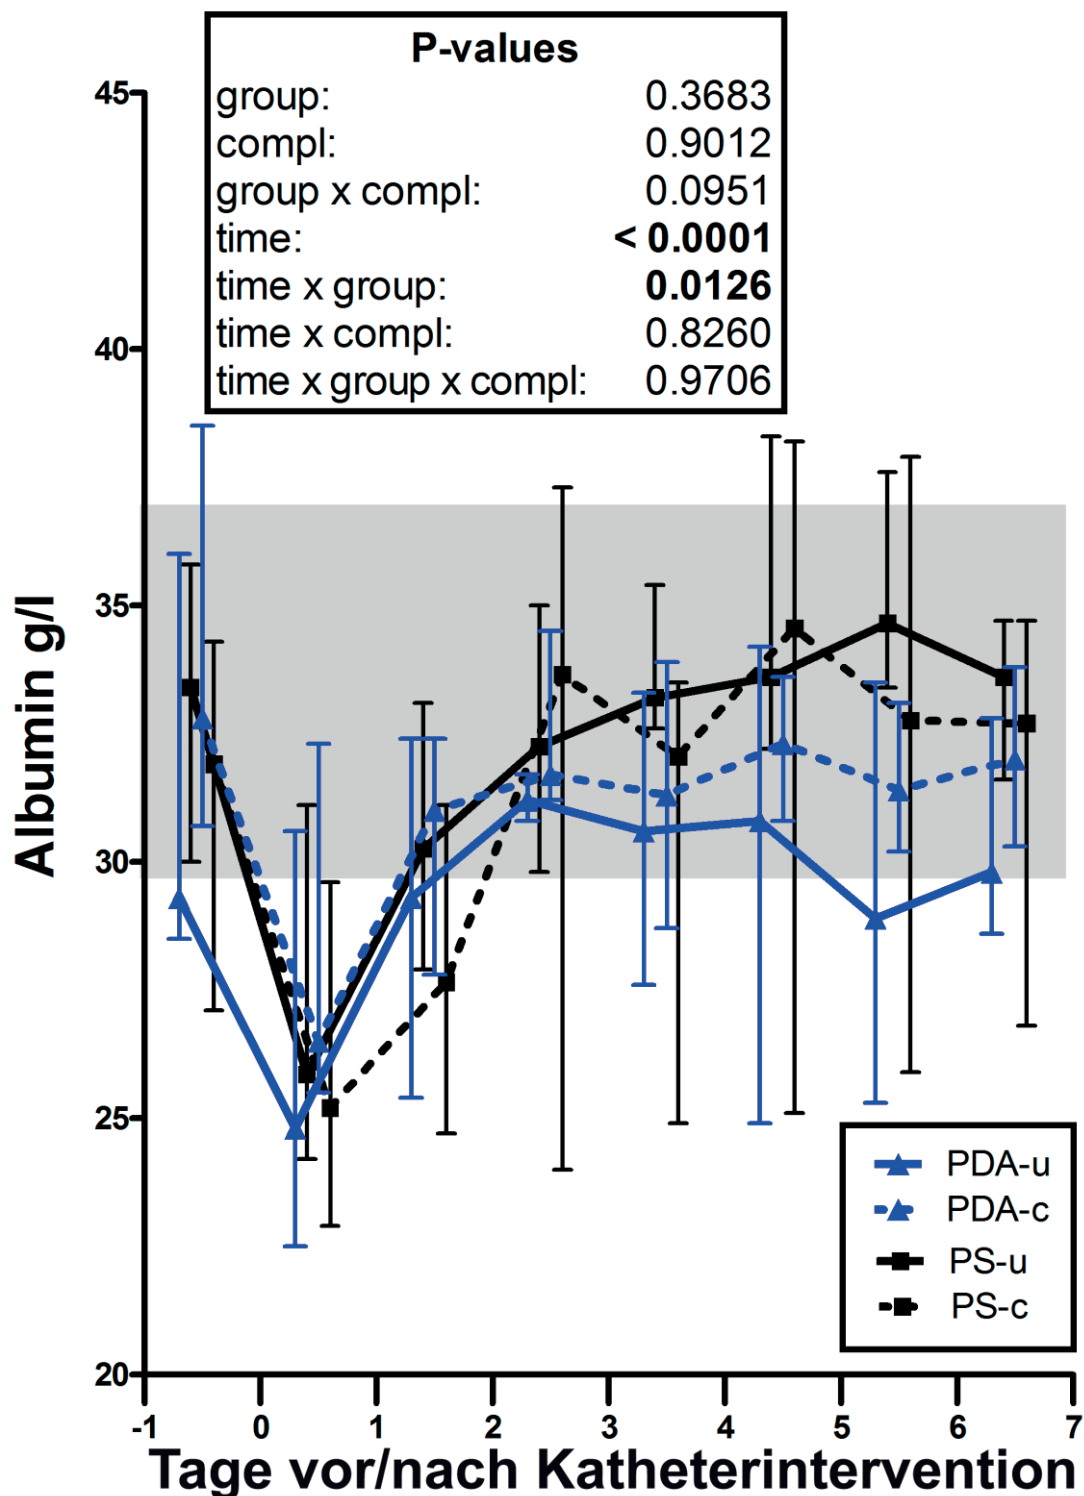 P-values
group: 0.3683
compl: 0.9012
group x compl: 0.0951
time: < 0.0001
time x group: 0.0126
time x compl: 0.8260
time x group x compl: 0.9706
45
40
35
30
25
20
Albumin g/l
PDA-u
PDA-c
PS-u
PS-c
-1 0 1 2 3 4 5 6 7
Tage vor/nach Katheterintervention